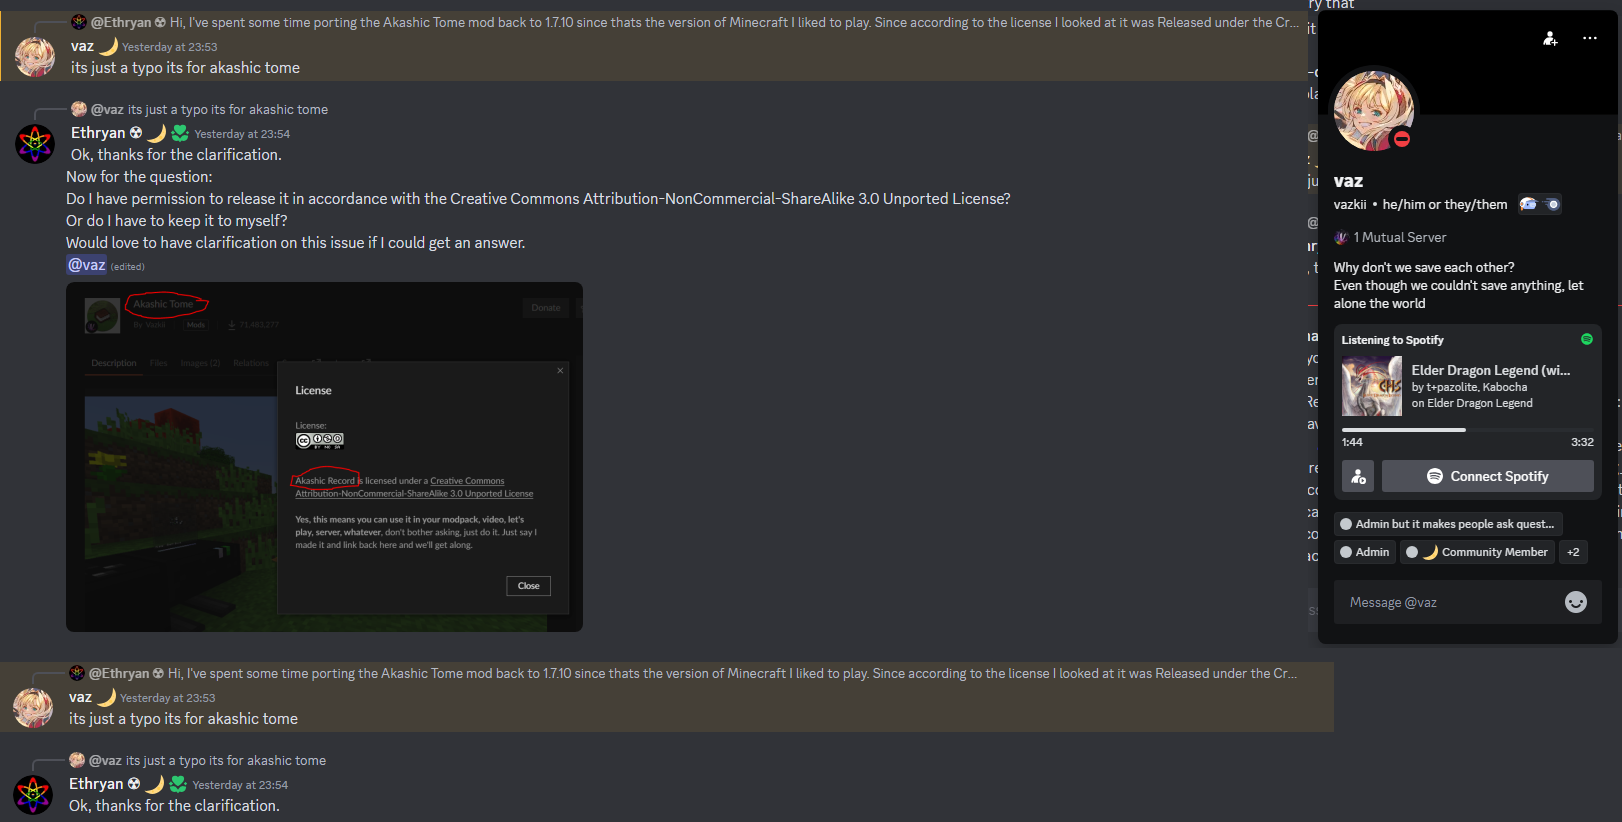 @Ethryan Hi, I've spent some time porting the Akashic Tome mod back to 1.7.10 since thats the version of Minecraft I liked to play. Since according to the license I looked at it was Released under the Cr...
vaz Yesterday at 23:53
its just a typo its for akashic tome
@vaz its just a typo its for akashic tome
Ethryan Yesterday at 23:54
Ok, thanks for the clarification.
Now for the question:
Do I have permission to release it in accordance with the Creative Commons Attribution-NonCommercial-ShareAlike 3.0 Unported License?
Or do I have to keep it to myself?
Would love to have clarification on this issue if I could get an answer.
@vaz (edited)
Akashic Tome
Donate
By Vazkii Mods 71,483,277
Description Files Images (2) Relations
License
License:
BY NC SA
Akashic Record is licensed under a Creative Commons
Attribution-NonCommercial-ShareAlike 3.0 Unported License
Yes, this means you can use it in your modpack, video, let's
play, server, whatever, don't bother asking, just do it. Just say I
made it and link back here and we'll get along.
Close
@Ethryan Hi, I've spent some time porting the Akashic Tome mod back to 1.7.10 since thats the version of Minecraft I liked to play. Since according to the license I looked at it was Released under the Cr...
vaz Yesterday at 23:53
its just a typo its for akashic tome
@vaz its just a typo its for akashic tome
Ethryan Yesterday at 23:54
Ok, thanks for the clarification.
ry that
vaz
vazkii • he/him or they/them
1 Mutual Server
Why don't we save each other?
Even though we couldn't save anything, let
alone the world
Listening to Spotify
Elder Dragon Legend (wi...
by t+pazolite, Kabocha
on Elder Dragon Legend
1:44 3:32
Connect Spotify
Admin but it makes people ask quest...
Admin Community Member +2
Message @vaz